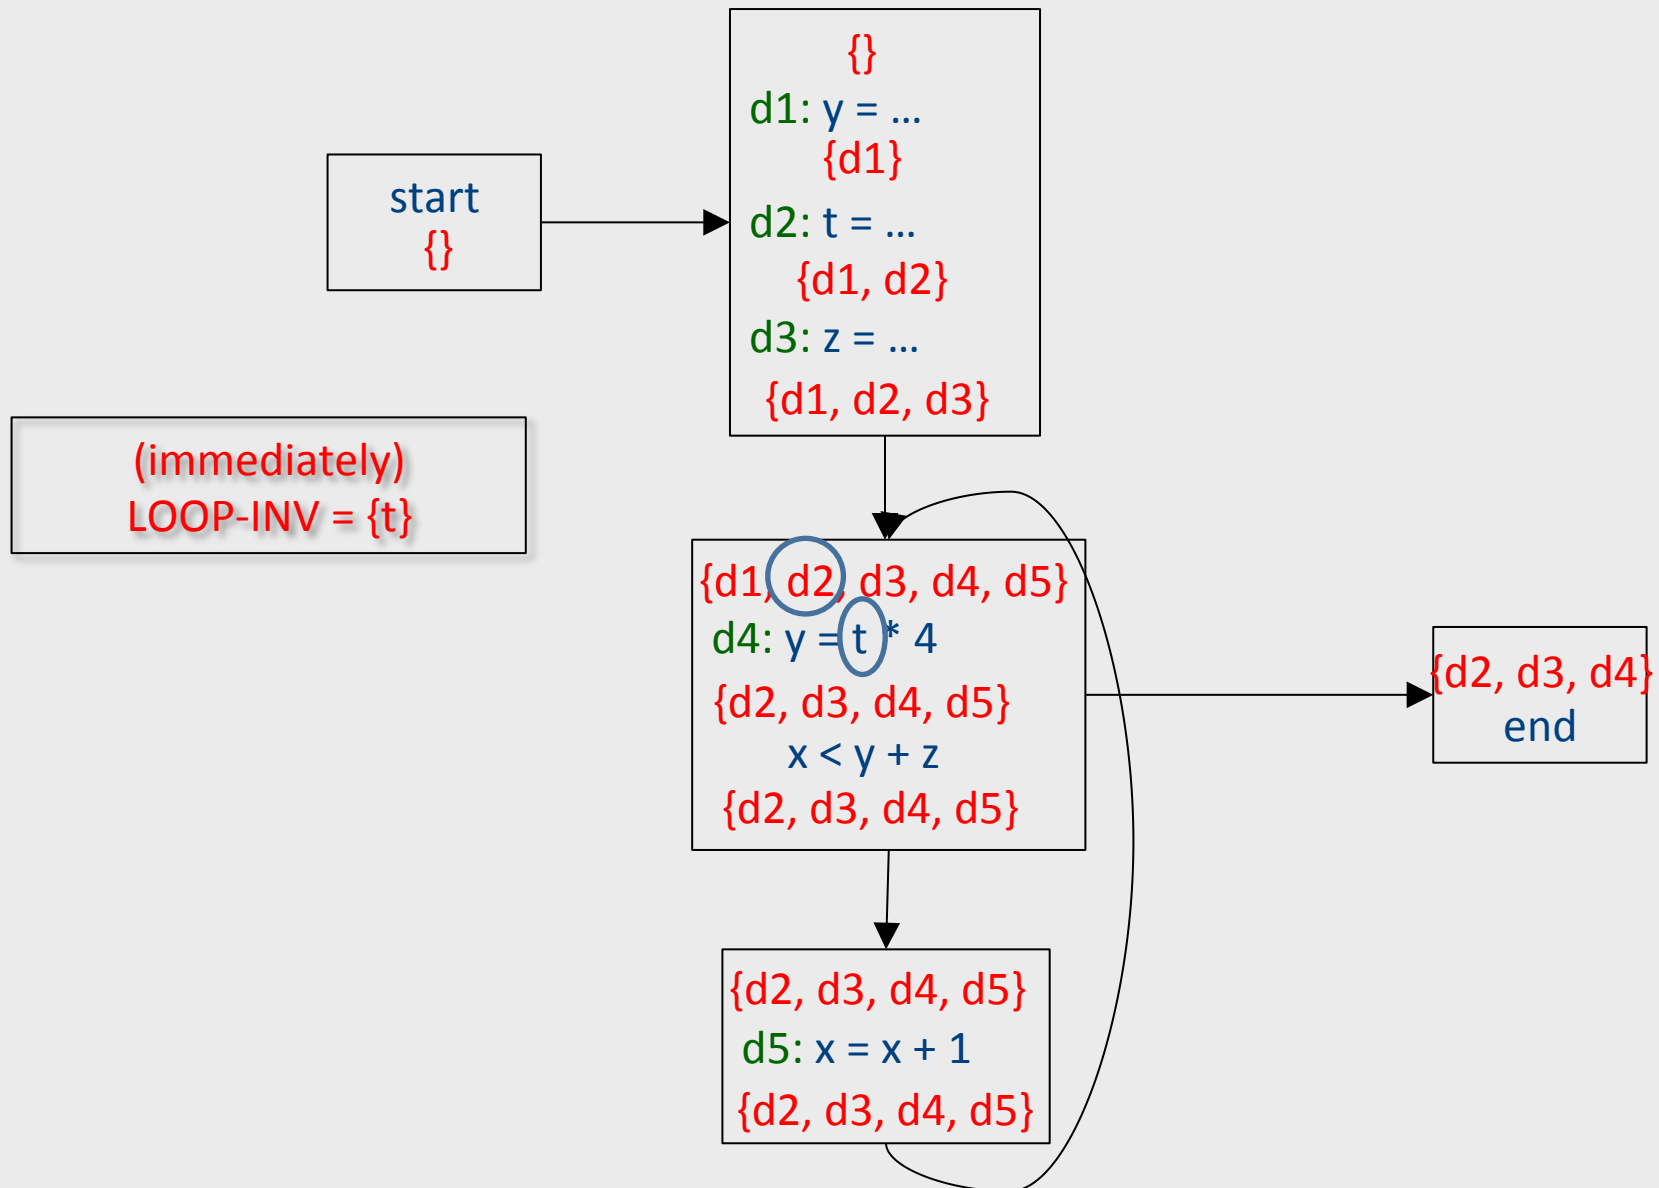 {}
d1: y = ...
{d1}
start
{}
d2: t = ...
{d1, d2}
d3: z = ...
{d1, d2, d3}
(immediately)
LOOP-INV = {t}
{d1, d2, d3, d4, d5}
d4: y = t * 4
{d2, d3, d4, d5}
x < y + z
{d2, d3, d4, d5}
{d2, d3, d4}
end
{d2, d3, d4, d5}
d5: x = x + 1
{d2, d3, d4, d5}